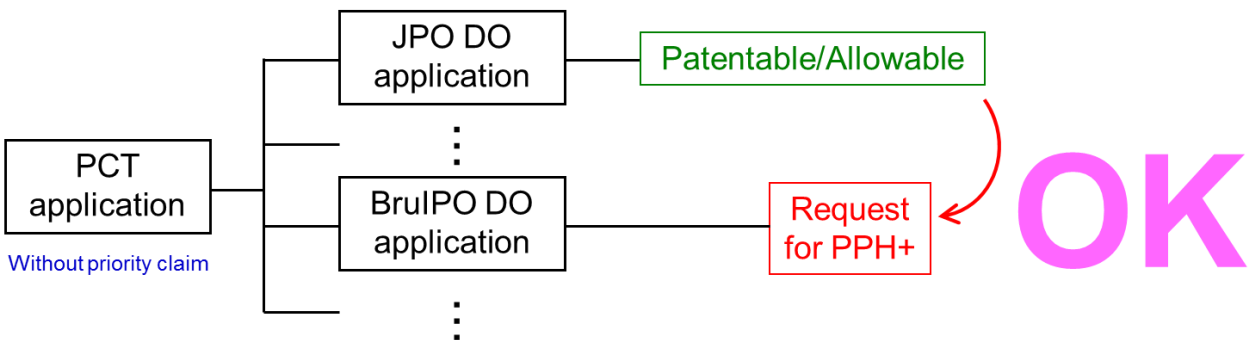 JPO DO
application
Patentable/Allowable
⋮
PCT
application
Without priority claim
BruIPO DO
application
Request
for PPH+
OK
⋮